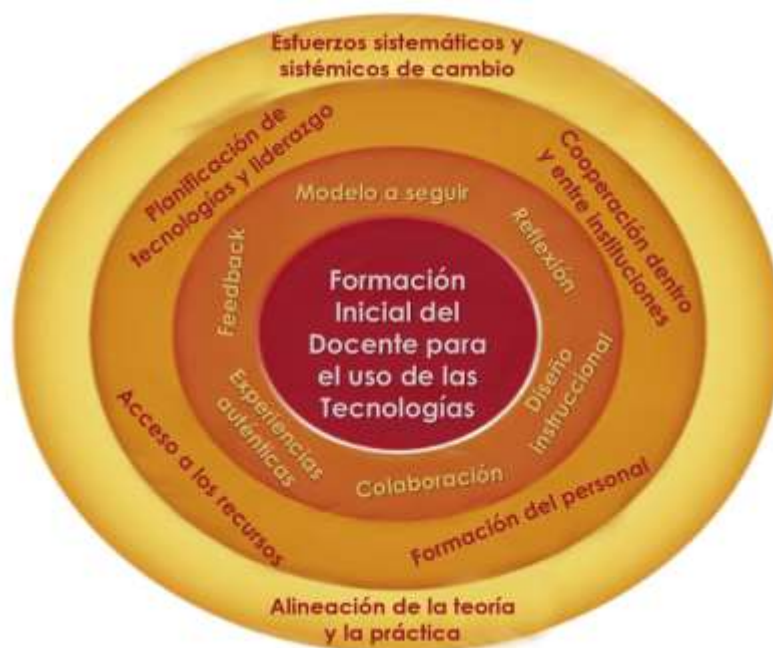 Esfuerzos sistemáticos y
sistémicos de cambio
Planificación de
tecnologías y liderazgo
Cooperación dentro
y entre instituciones
Modelo a seguir
Feedback
Reflexión
Formación
Inicial del
Docente para
el uso de las
Tecnologías
Experiencias
auténticas
Diseño
instruccional
Colaboración
Acceso a los recursos
Formación del personal
Alineación de la teoría
y la práctica